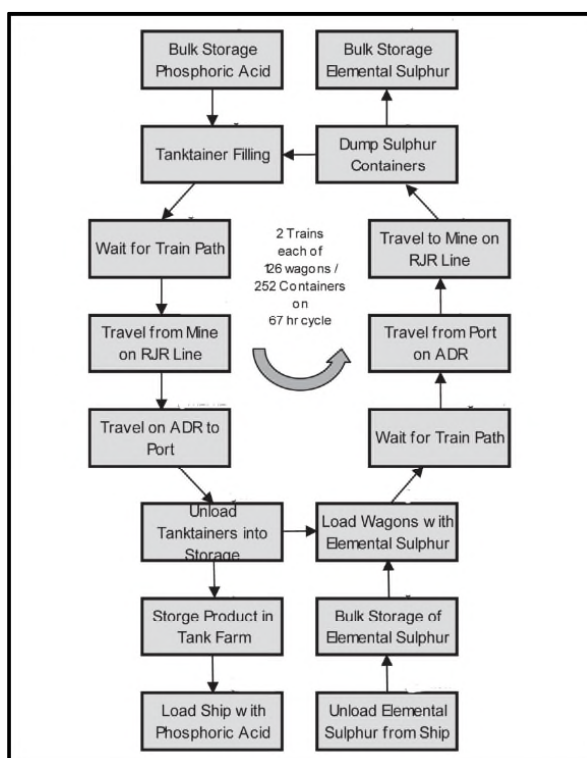 Bulk Storage
Phosphoric Acid
Bulk Storage
Elemental Sulphur
Tanktainer Filling
Dump Sulphur
Containers
Wait for Train Path
2 Trains
each of
126 wagons /
252 Containers
on
67 hr cycle
Travel to Mine on
RJR Line
Travel from Mine
on RJR Line
Travel from Port
on ADR
Travel on ADR to
Port
Wait for Train Path
Unload
Tanktainers into
Storage
Load Wagons with
Elemental Sulphur
Storge Product in
Tank Farm
Bulk Storage of
Elemental Sulphur
Load Ship with
Phosphoric Acid
Unload Elemental
Sulphur from Ship